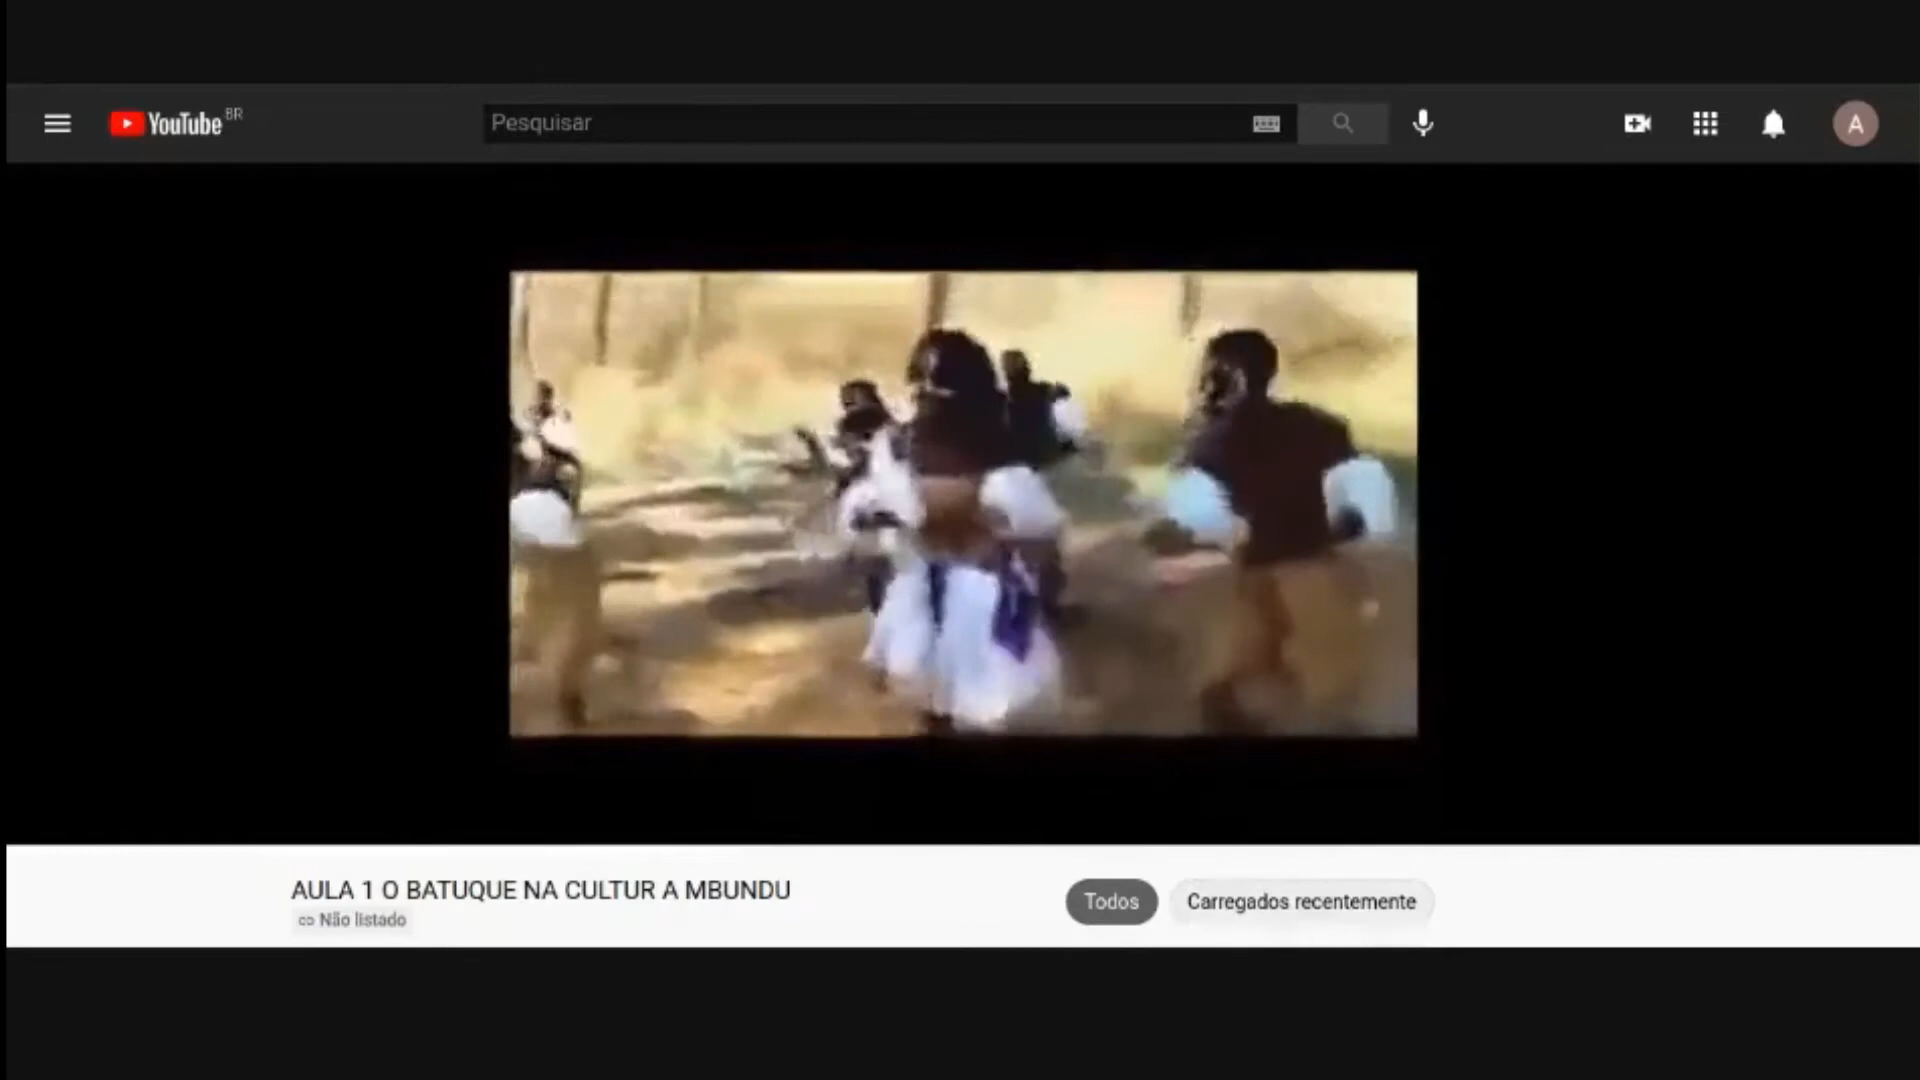 YouTube BR
Pesquisar
A
AULA 1 O BATUQUE NA CULTUR A MBUNDU
Não listado
Todos
Carregados recentemente